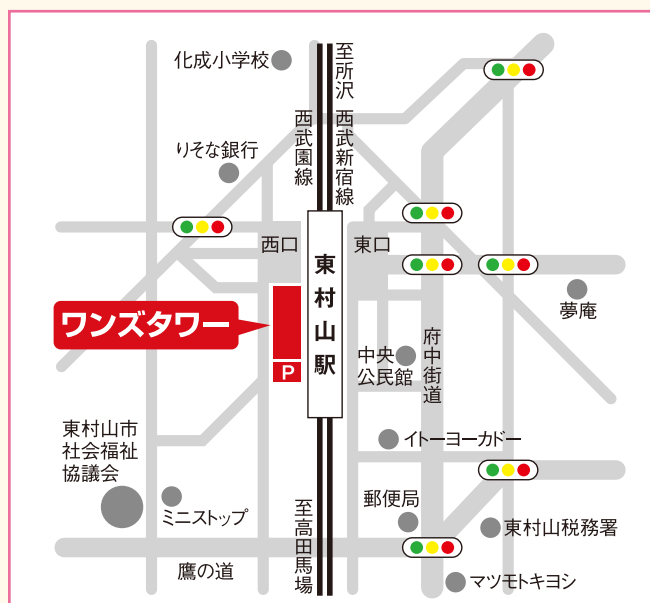 化成小学校
至所沢
西武園線
西武新宿線
りそな銀行
西口
東口
東村山駅
ワンズタワー
P
夢庵
府中街道
中央
公民館
東村山市
社会福祉
協議会
イトーヨーカドー
ミニストップ
郵便局
東村山税務署
至高田馬場
鷹の道
マツモトキヨシ